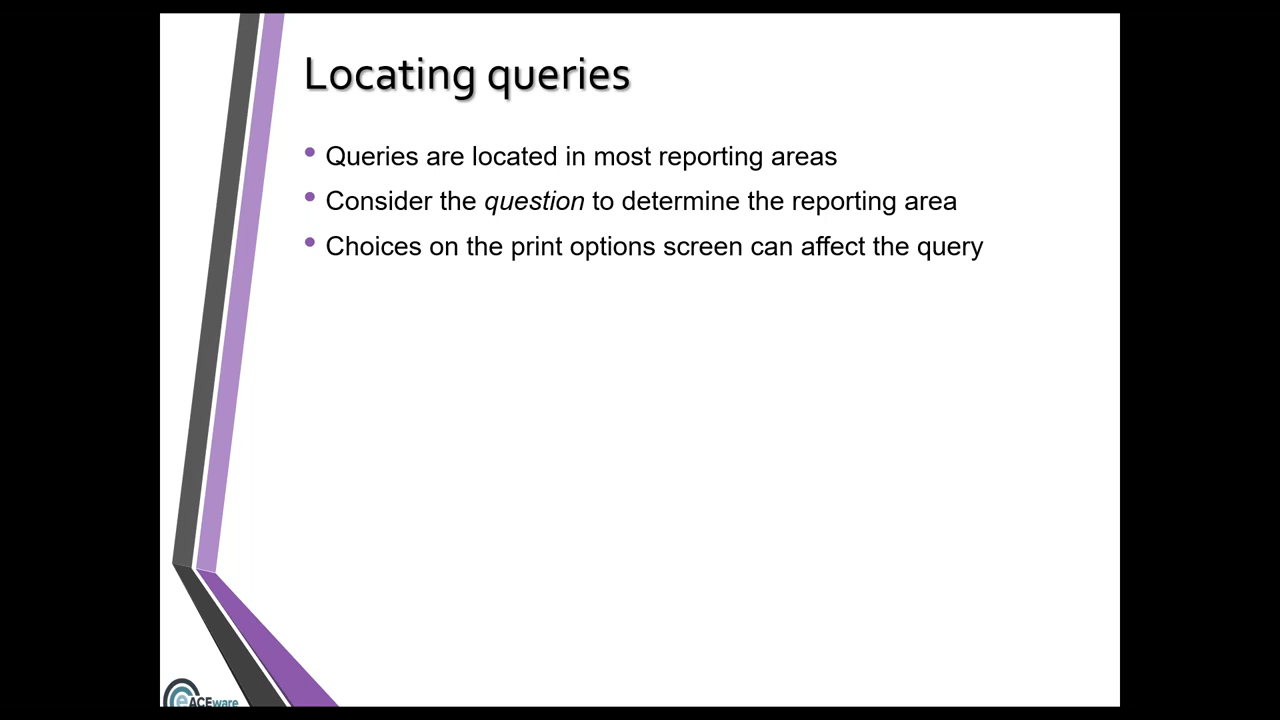 Locating queries
Queries are located in most reporting areas
Consider the question to determine the reporting area
Choices on the print options screen can affect the query
eACEware